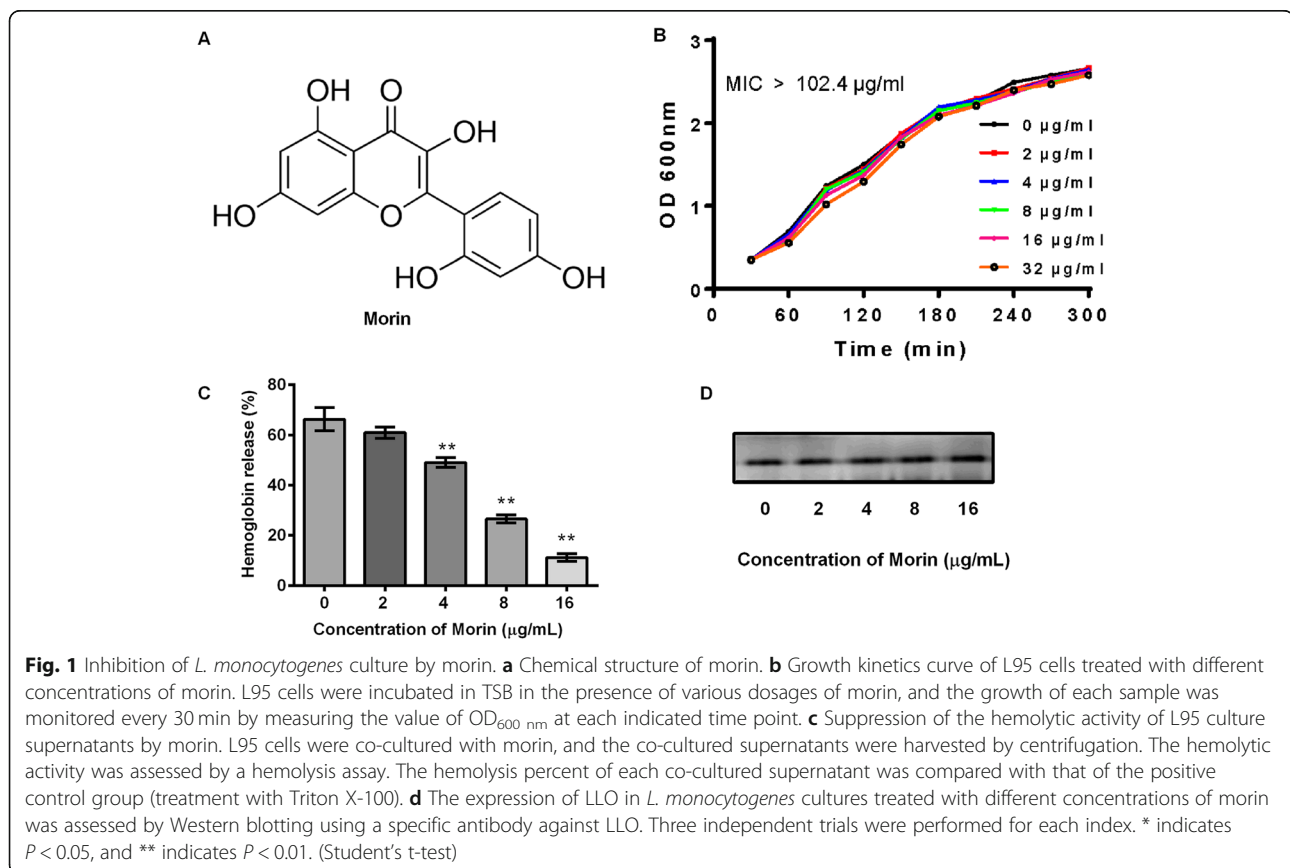 A
OH
O
OH
HO
O
HO
OH
Morin
B
3
2
1
0
OD 600nm
MIC > 102.4 µg/ml
0 µg/ml
2 µg/ml
4 µg/ml
8 µg/ml
16 µg/ml
32 µg/ml
0 60 120 180 240 300
Time (min)
C
80
60
40
20
0
Hemoglobin release (%)
**
**
**
0 2 4 8 16
Concentration of Morin (µg/mL)
D
0 2 4 8 16
Concentration of Morin (µg/mL)
Fig. 1 Inhibition of L. monocytogenes culture by morin. a Chemical structure of morin. b Growth kinetics curve of L95 cells treated with different
concentrations of morin. L95 cells were incubated in TSB in the presence of various dosages of morin, and the growth of each sample was
monitored every 30 min by measuring the value of OD600 nm at each indicated time point. c Suppression of the hemolytic activity of L95 culture
supernatants by morin. L95 cells were co-cultured with morin, and the co-cultured supernatants were harvested by centrifugation. The hemolytic
activity was assessed by a hemolysis assay. The hemolysis percent of each co-cultured supernatant was compared with that of the positive
control group (treatment with Triton X-100). d The expression of LLO in L. monocytogenes cultures treated with different concentrations of morin
was assessed by Western blotting using a specific antibody against LLO. Three independent trials were performed for each index. * indicates
P < 0.05, and ** indicates P < 0.01. (Student's t-test)